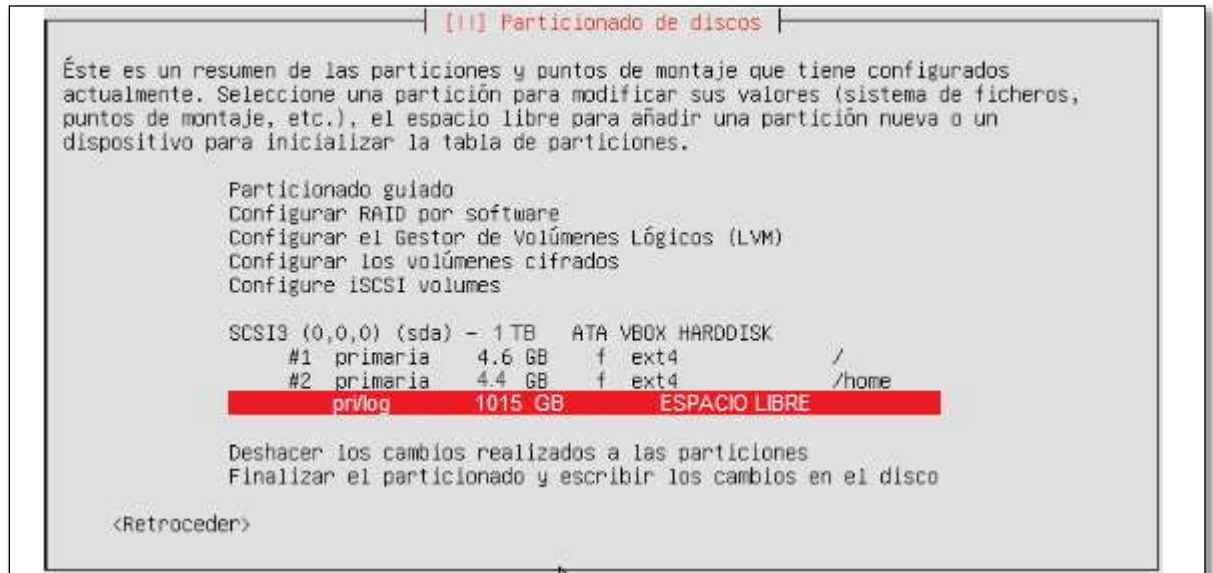 [!!] Particionado de discos
Éste es un resumen de las particiones y puntos de montaje que tiene configurados
actualmente. Seleccione una partición para modificar sus valores (sistema de ficheros,
puntos de montaje, etc.), el espacio libre para añadir una partición nueva o un
dispositivo para inicializar la tabla de particiones.
Particionado guiado
Configurar RAID por software
Configurar el Gestor de Volúmenes Lógicos (LVM)
Configurar los volúmenes cifrados
Configure iSCSI volumes
SCSI3 (0,0,0) (sda) – 1 TB ATA VBOX HARDDISK
#1 primaria 4.6 GB f ext4 /
#2 primaria 4.4 GB f ext4 /home
pri/log 1015 GB ESPACIO LIBRE
Deshacer los cambios realizados a las particiones
Finalizar el particionado y escribir los cambios en el disco
<Retroceder>